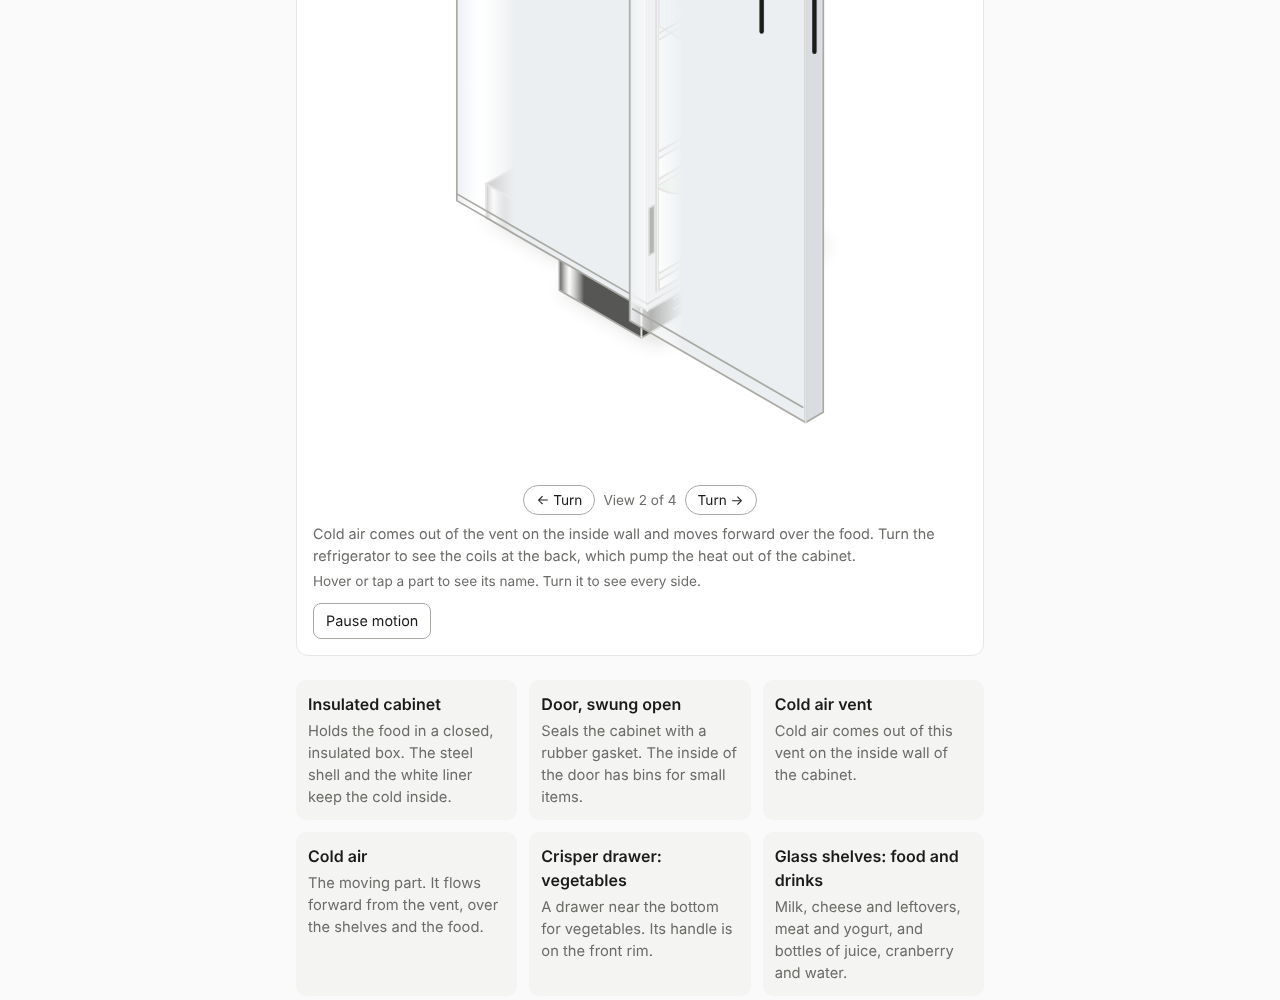 ← Turn
View 2 of 4
Turn →
Cold air comes out of the vent on the inside wall and moves forward over the food. Turn the
refrigerator to see the coils at the back, which pump the heat out of the cabinet.
Hover or tap a part to see its name. Turn it to see every side.
Pause motion
Insulated cabinet
Holds the food in a closed,
insulated box. The steel
shell and the white liner
keep the cold inside.
Door, swung open
Seals the cabinet with a
rubber gasket. The inside of
the door has bins for small
items.
Cold air vent
Cold air comes out of this
vent on the inside wall of
the cabinet.
Cold air
The moving part. It flows
forward from the vent, over
the shelves and the food.
Crisper drawer:
vegetables
A drawer near the bottom
for vegetables. Its handle is
on the front rim.
Glass shelves: food and
drinks
Milk, cheese and leftovers,
meat and yogurt, and
bottles of juice, cranberry
and water.